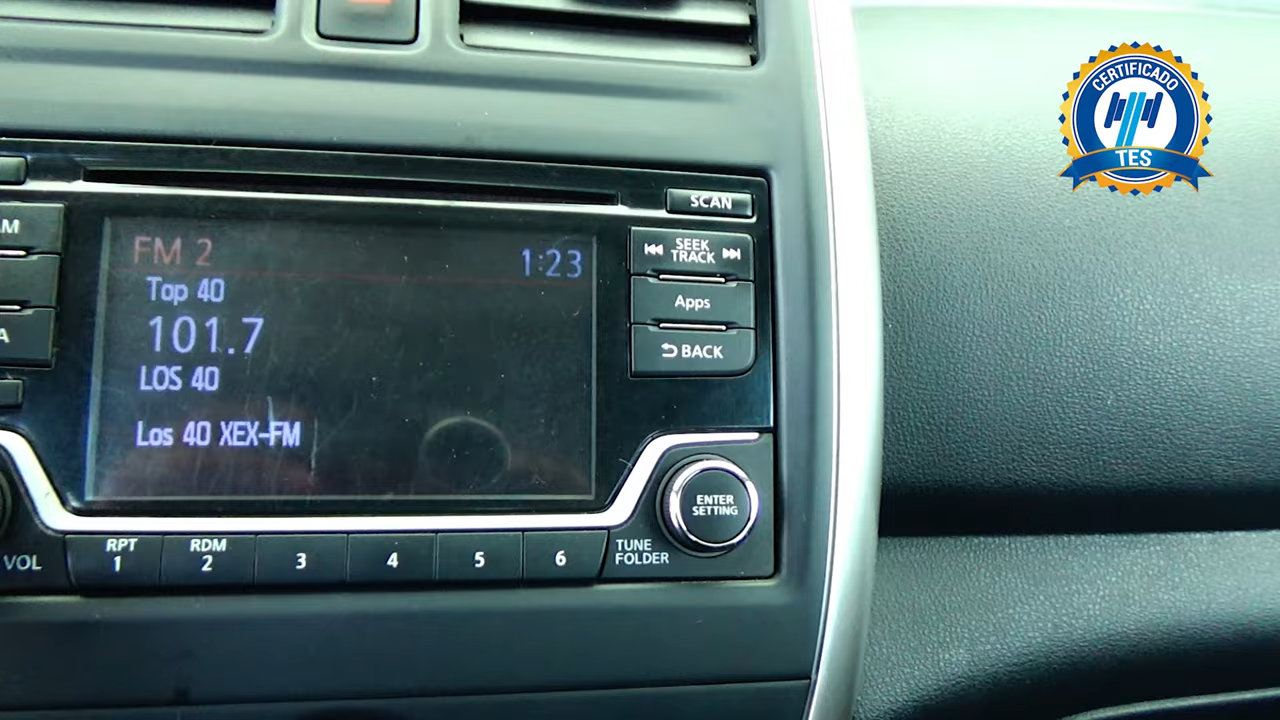 CERTIFICADO
TES
SCAN
M
FM 2
1:23
SEEK
TRACK
Top 40
Apps
101.7
A
BACK
LOS 40
Los 40 XEX-FM
ENTER
SETTING
VOL
RPT
1
RDM
2
3
4
5
6
TUNE
FOLDER